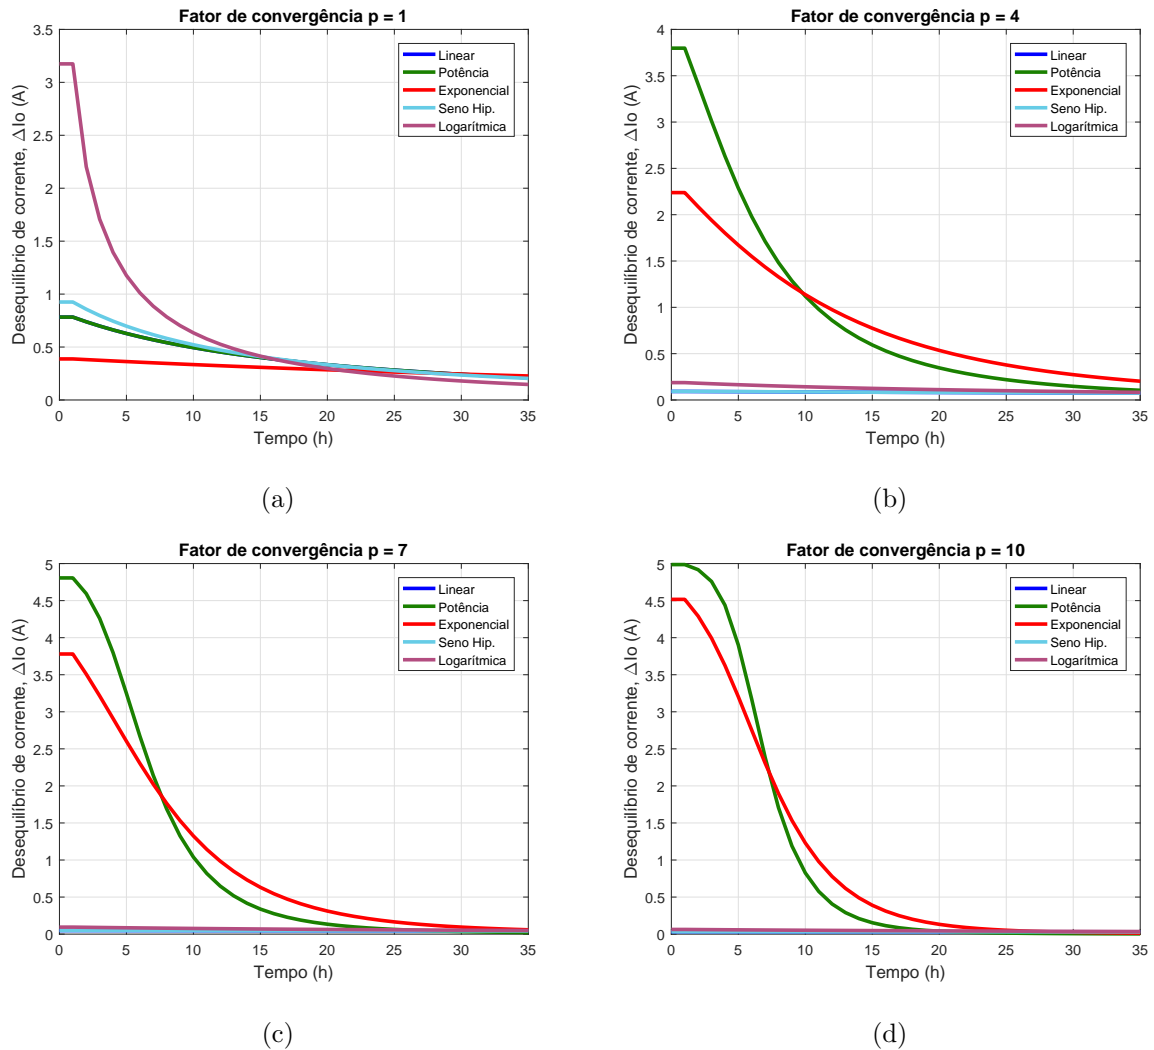 Fator de convergência p = 1
Desequilibrio de corrente, ΔIo (A)
3.5
3
2.5
2
1.5
1
0.5
0
0 5 10 15 20 25 30 35
Tempo (h)
Linear
Potência
Exponencial
Seno Hip.
Logarítmica
(a)
Fator de convergência p = 4
Desequilíbrio de corrente, ΔIo (A)
4
3.5
3
2.5
2
1.5
1
0.5
0
0 5 10 15 20 25 30 35
Tempo (h)
Linear
Potência
Exponencial
Seno Hip.
Logarítmica
(b)
Fator de convergência p = 7
Desequilíbrio de corrente, ΔIo (A)
5
4.5
4
3.5
3
2.5
2
1.5
1
0.5
0
0 5 10 15 20 25 30 35
Tempo (h)
Linear
Potência
Exponencial
Seno Hip.
Logarítmica
(c)
Fator de convergência p = 10
Desequilíbrio de corrente, ΔIo (A)
5
4.5
4
3.5
3
2.5
2
1.5
1
0.5
0
0 5 10 15 20 25 30 35
Tempo (h)
Linear
Potência
Exponencial
Seno Hip.
Logarítmica
(d)